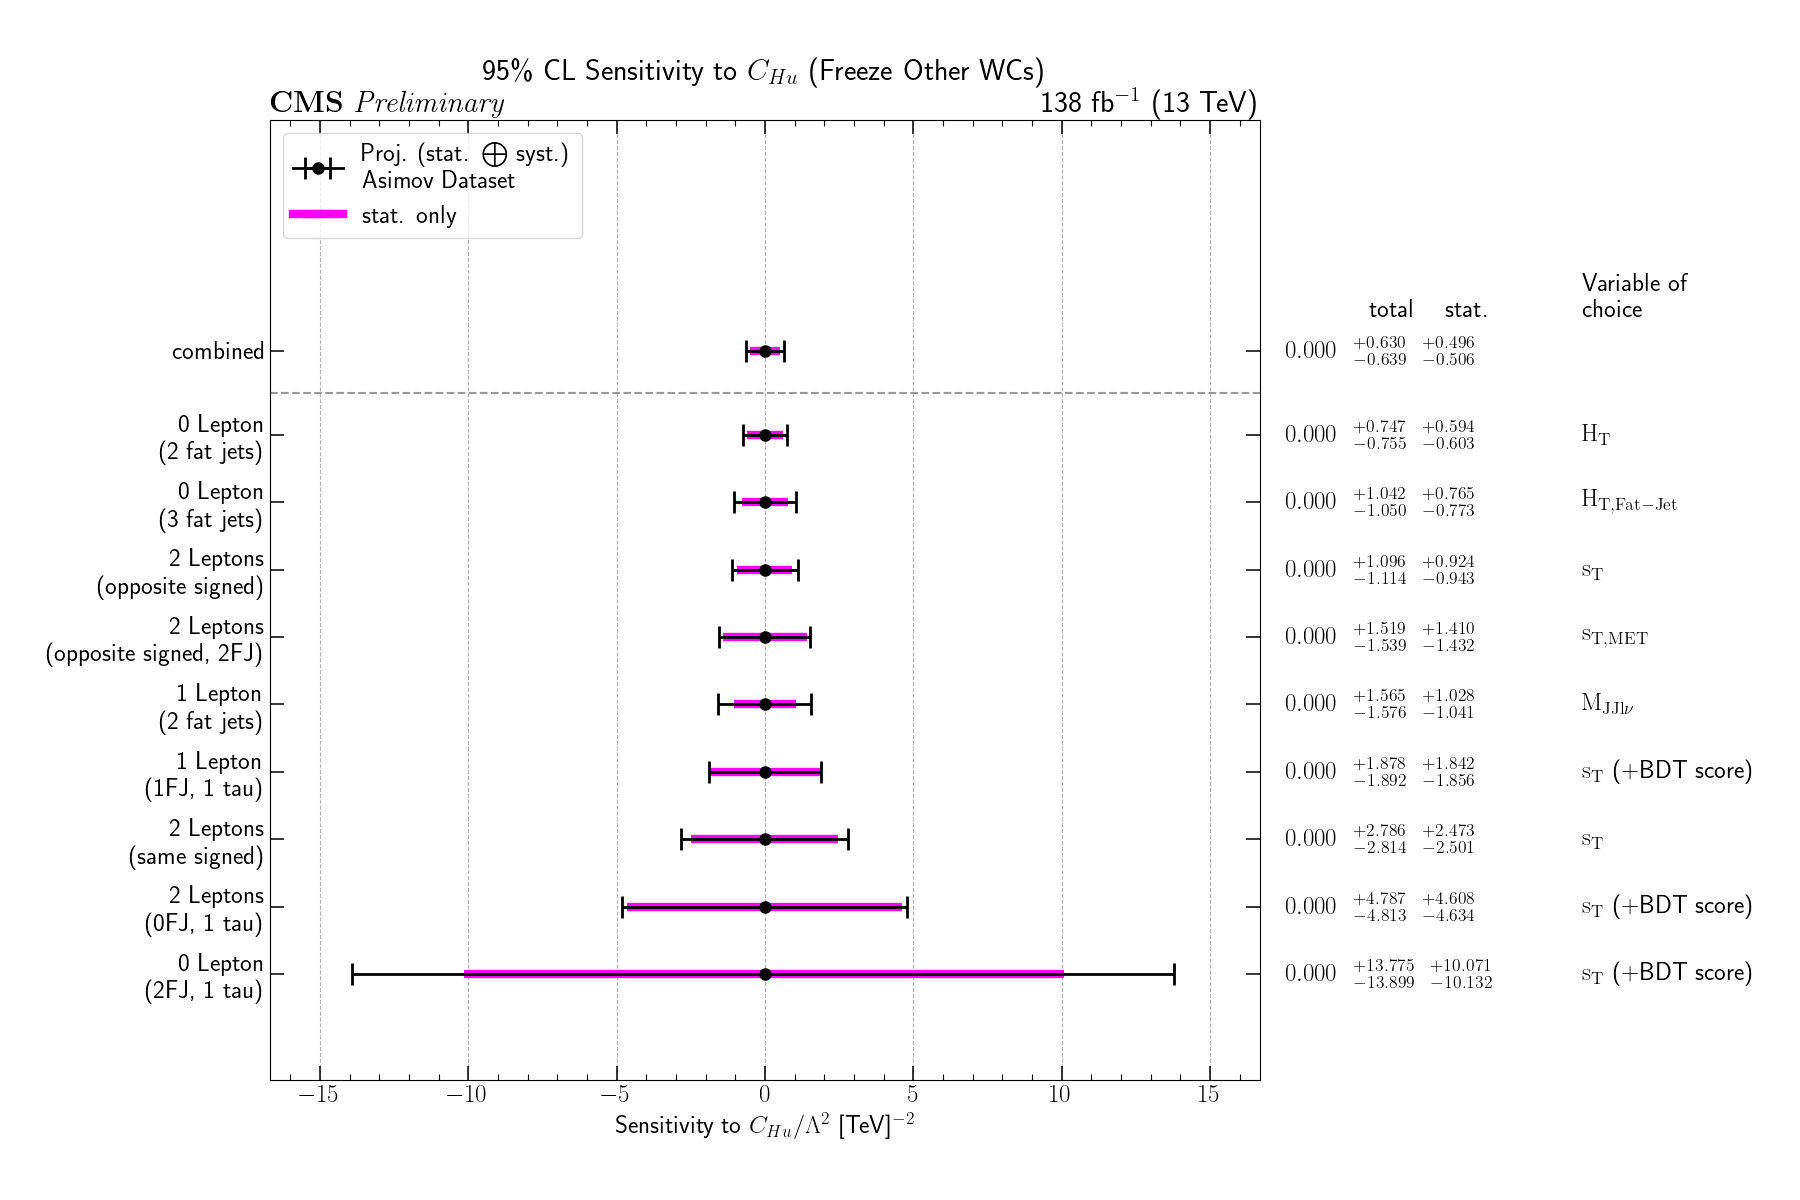 95% CL Sensitivity to C_{Hu} (Freeze Other WCs)
CMS Preliminary 138 fb^{−1} (13 TeV)
Proj. (stat. ⨁ syst.)
Asimov Dataset
stat. only
Variable of
total stat. choice
combined 0.000 +0.630 −0.639 +0.496 −0.506
0 Lepton
(2 fat jets) 0.000 +0.747 −0.755 +0.594 −0.603 H_T
0 Lepton
(3 fat jets) 0.000 +1.042 −1.050 +0.765 −0.773 H_{T,Fat−Jet}
2 Leptons
(opposite signed) 0.000 +1.096 −1.114 +0.924 −0.943 s_T
2 Leptons
(opposite signed, 2FJ) 0.000 +1.519 −1.539 +1.410 −1.432 s_{T,MET}
1 Lepton
(2 fat jets) 0.000 +1.565 −1.576 +1.028 −1.041 M_{JJlν}
1 Lepton
(1FJ, 1 tau) 0.000 +1.878 −1.892 +1.842 −1.856 s_T (+BDT score)
2 Leptons
(same signed) 0.000 +2.786 −2.814 +2.473 −2.501 s_T
2 Leptons
(0FJ, 1 tau) 0.000 +4.787 −4.813 +4.608 −4.634 s_T (+BDT score)
0 Lepton
(2FJ, 1 tau) 0.000 +13.775 −13.899 +10.071 −10.132 s_T (+BDT score)
−15 −10 −5 0 5 10 15
Sensitivity to C_{Hu}/Λ^2 [TeV]^{−2}